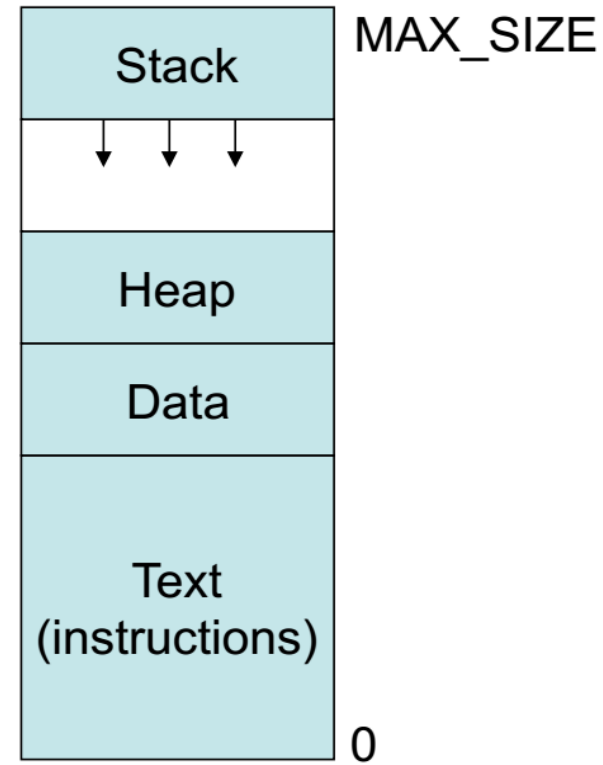 MAX_SIZE
Stack
Heap
Data
Text
(instructions)
0